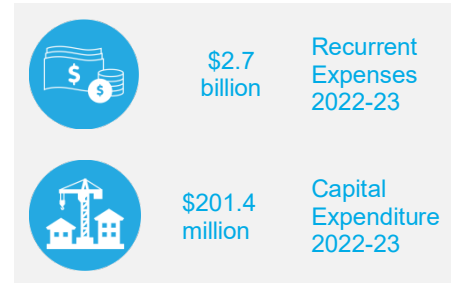 $2.7
billion
Recurrent
Expenses
2022-23
$201.4
million
Capital
Expenditure
2022-23